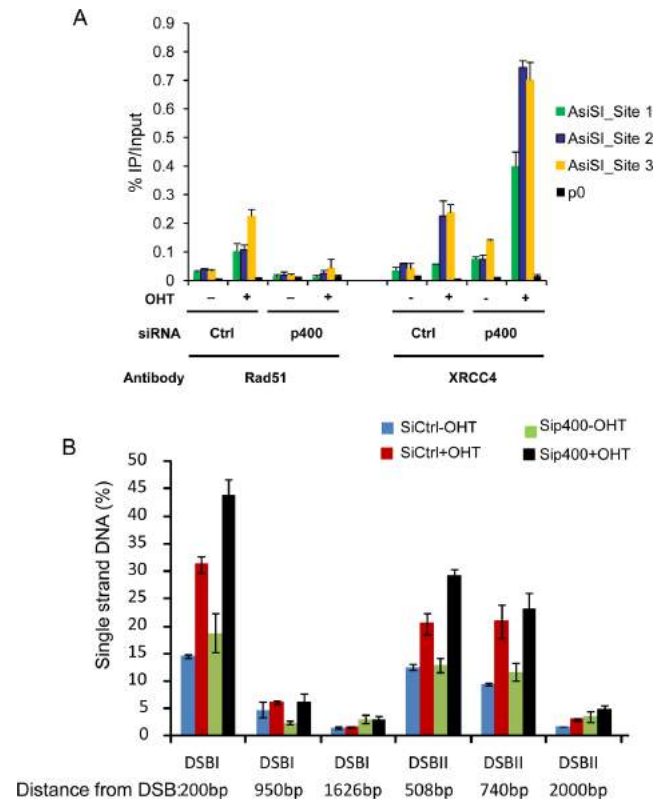 A
% IP/Input
0.9
0.8
0.7
0.6
0.5
0.4
0.3
0.2
0.1
0
AsiSI_Site 1
AsiSI_Site 2
AsiSI_Site 3
p0
OHT – + – + - + - +
siRNA Ctrl p400 Ctrl p400
Antibody Rad51 XRCC4
B
SiCtrl-OHT Sip400-OHT
SiCtrl+OHT Sip400+OHT
Single strand DNA (%)
50
45
40
35
30
25
20
15
10
5
0
DSBI DSBI DSBI DSBII DSBII DSBII
Distance from DSB:200bp 950bp 1626bp 508bp 740bp 2000bp